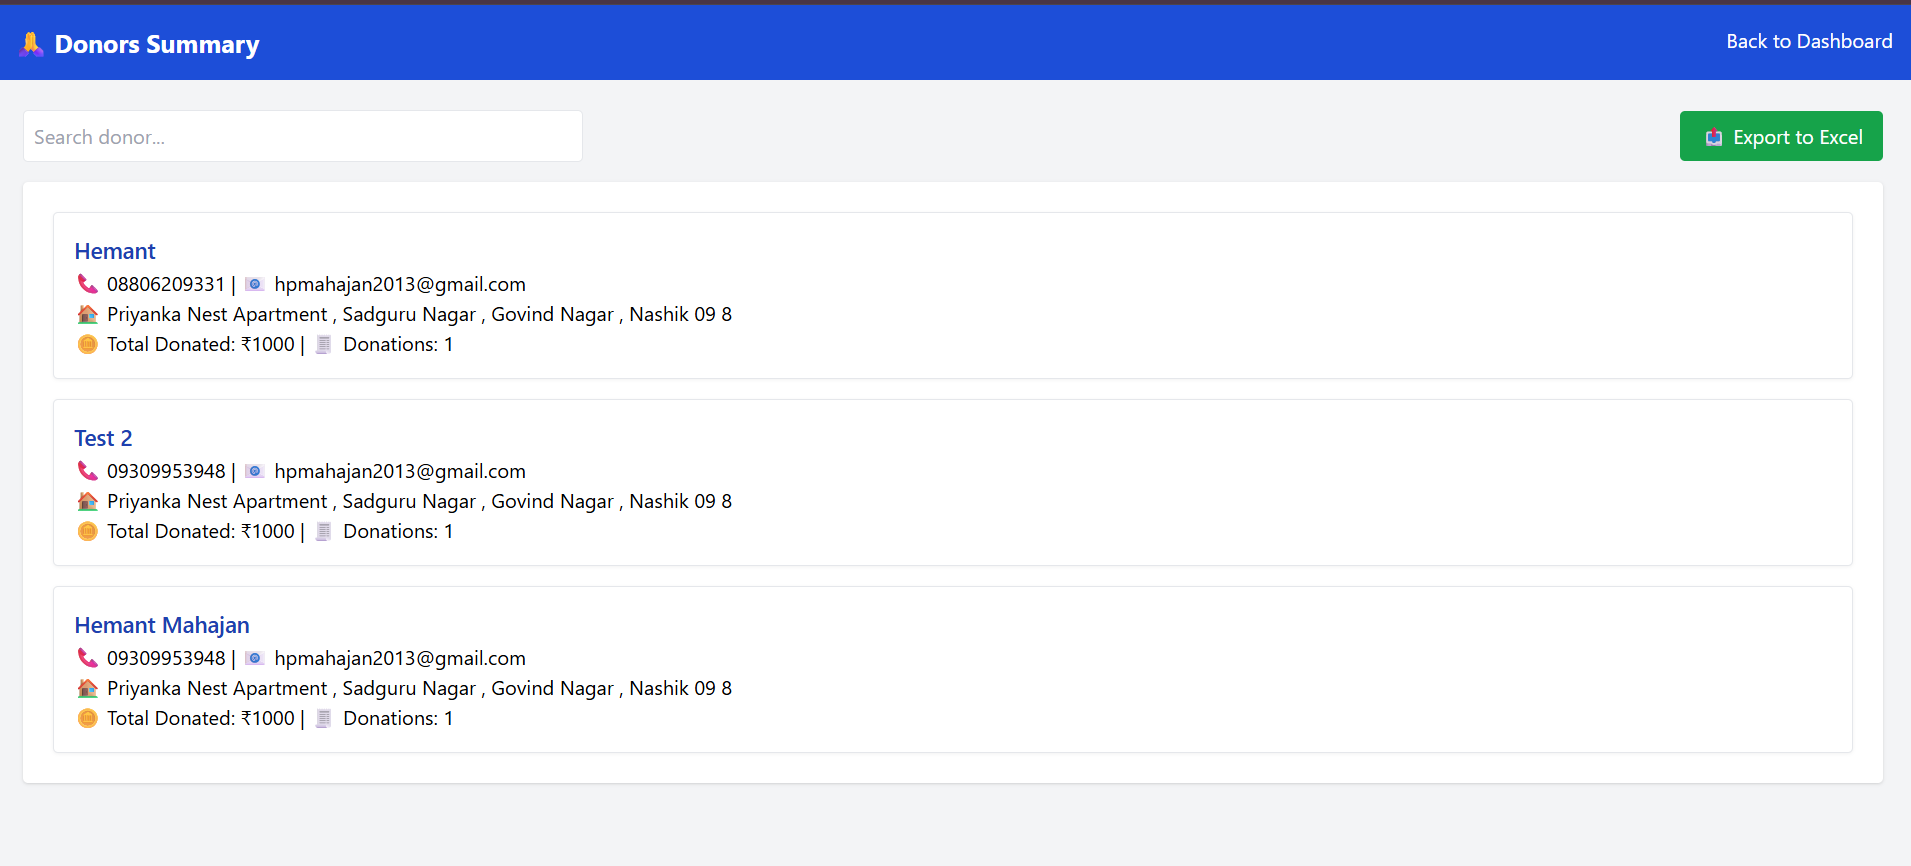 🙏 Donors Summary
Back to Dashboard
Search donor...
📤 Export to Excel
Hemant
📞 08806209331 | 📧 hpmahajan2013@gmail.com
🏠 Priyanka Nest Apartment , Sadguru Nagar , Govind Nagar , Nashik 09 8
🪙 Total Donated: ₹1000 | 🧾 Donations: 1
Test 2
📞 09309953948 | 📧 hpmahajan2013@gmail.com
🏠 Priyanka Nest Apartment , Sadguru Nagar , Govind Nagar , Nashik 09 8
🪙 Total Donated: ₹1000 | 🧾 Donations: 1
Hemant Mahajan
📞 09309953948 | 📧 hpmahajan2013@gmail.com
🏠 Priyanka Nest Apartment , Sadguru Nagar , Govind Nagar , Nashik 09 8
🪙 Total Donated: ₹1000 | 🧾 Donations: 1